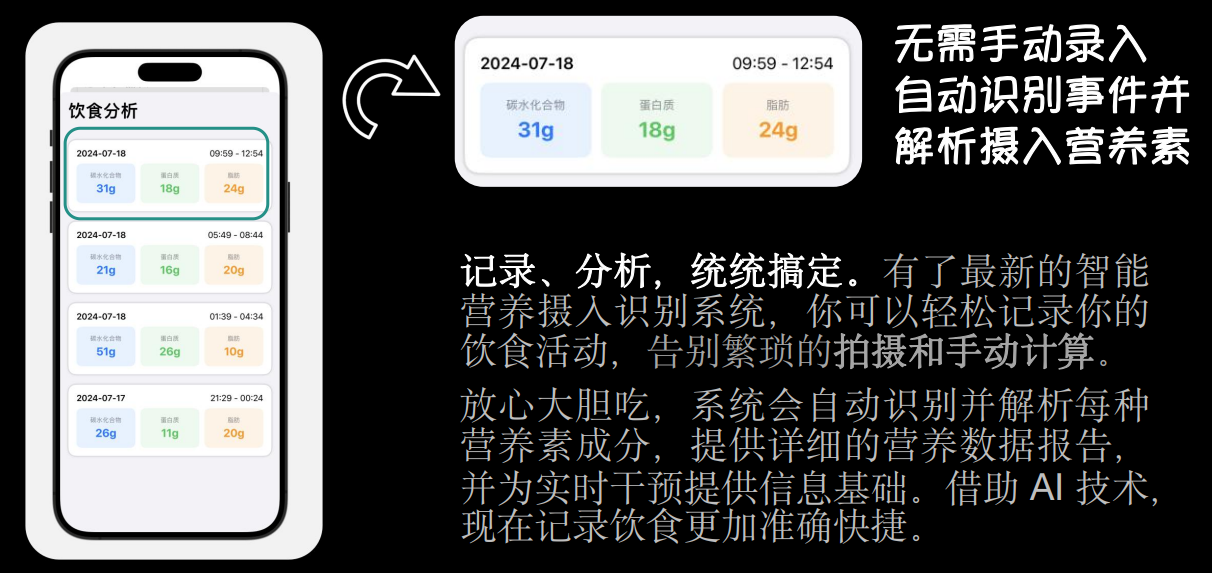 饮食分析
2024-07-18 09:59 - 12:54
碳水化合物 蛋白质 脂肪
31g 18g 24g
2024-07-18 05:49 - 08:44
碳水化合物 蛋白质 脂肪
21g 16g 20g
2024-07-18 01:39 - 04:34
碳水化合物 蛋白质 脂肪
51g 26g 10g
2024-07-17 21:29 - 00:24
碳水化合物 蛋白质 脂肪
26g 11g 20g
2024-07-18 09:59 - 12:54
碳水化合物 蛋白质 脂肪
31g 18g 24g
无需手动录入
自动识别事件并
解析摄入营养素
记录、分析，统统搞定。有了最新的智能
营养摄入识别系统，你可以轻松记录你的
饮食活动，告别繁琐的拍摄和手动计算。
放心大胆吃，系统会自动识别并解析每种
营养素成分，提供详细的营养数据报告，
并为实时干预提供信息基础。借助 AI 技术，
现在记录饮食更加准确快捷。